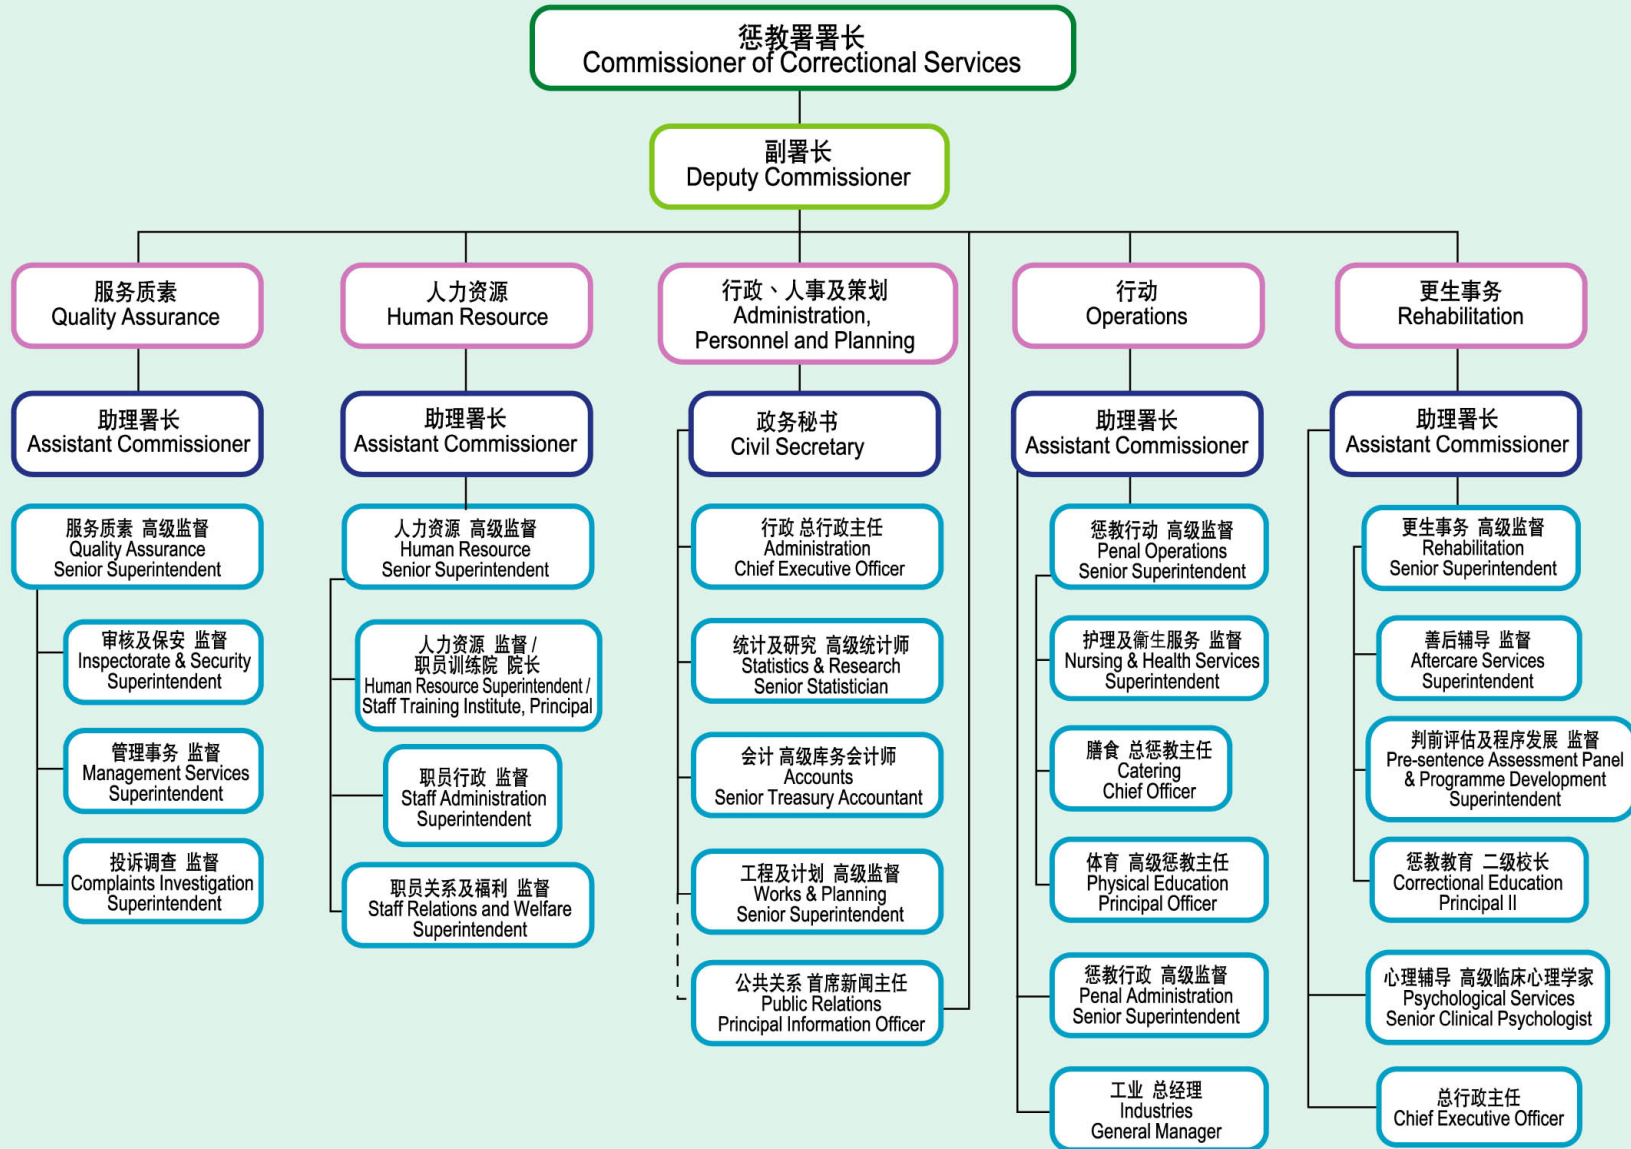 惩教署署长
Commissioner of Correctional Services
副署长
Deputy Commissioner
服务质素
Quality Assurance
人力资源
Human Resource
行政、人事及策划
Administration,
Personnel and Planning
行动
Operations
更生事务
Rehabilitation
助理署长
Assistant Commissioner
助理署长
Assistant Commissioner
政务秘书
Civil Secretary
助理署长
Assistant Commissioner
助理署长
Assistant Commissioner
服务质素 高级监督
Quality Assurance
Senior Superintendent
审核及保安 监督
Inspectorate & Security
Superintendent
管理事务 监督
Management Services
Superintendent
投诉调查 监督
Complaints Investigation
Superintendent
人力资源 高级监督
Human Resource
Senior Superintendent
人力资源 监督 /
职员训练院 院长
Human Resource Superintendent /
Staff Training Institute, Principal
职员行政 监督
Staff Administration
Superintendent
职员关系及福利 监督
Staff Relations and Welfare
Superintendent
行政 总行政主任
Administration
Chief Executive Officer
统计及研究 高级统计师
Statistics & Research
Senior Statistician
会计 高级库务会计师
Accounts
Senior Treasury Accountant
工程及计划 高级监督
Works & Planning
Senior Superintendent
公共关系 首席新闻主任
Public Relations
Principal Information Officer
惩教行动 高级监督
Penal Operations
Senior Superintendent
护理及衞生服务 监督
Nursing & Health Services
Superintendent
膳食 总惩教主任
Catering
Chief Officer
体育 高级惩教主任
Physical Education
Principal Officer
惩教行政 高级监督
Penal Administration
Senior Superintendent
工业 总经理
Industries
General Manager
更生事务 高级监督
Rehabilitation
Senior Superintendent
善后辅导 监督
Aftercare Services
Superintendent
判前评估及程序发展 监督
Pre-sentence Assessment Panel
& Programme Development
Superintendent
惩教教育 二级校长
Correctional Education
Principal II
心理辅导 高级临床心理学家
Psychological Services
Senior Clinical Psychologist
总行政主任
Chief Executive Officer